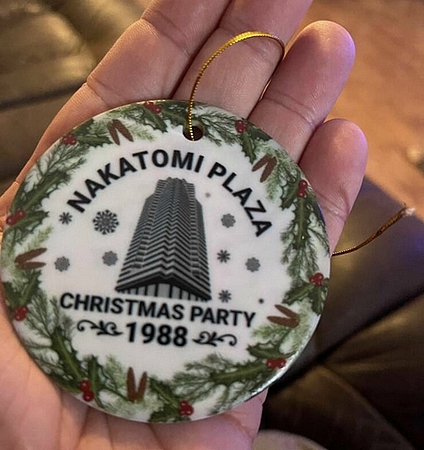 NAKATOMI PLAZA
CHRISTMAS PARTY
1988